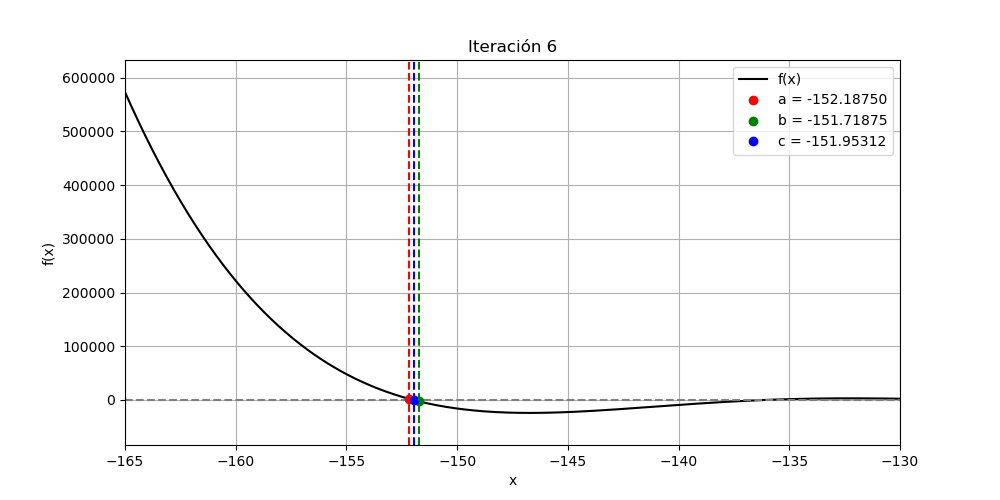 Iteración 6
f(x)
a = -152.18750
b = -151.71875
c = -151.95312
600000
500000
400000
300000
200000
100000
0
f(x)
−165
−160
−155
−150
−145
−140
−135
−130
x